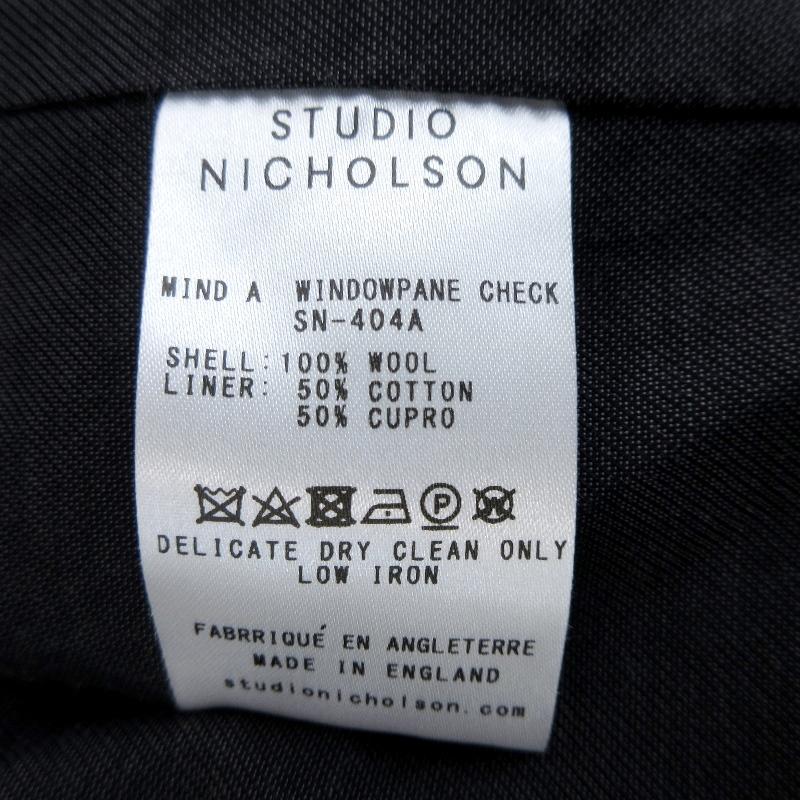 STUDIO
NICHOLSON
MIND A WINDOWPANE CHECK
SN-404A
SHELL: 100% WOOL
LINER: 50% COTTON
50% CUPRO
P W
DELICATE DRY CLEAN ONLY
LOW IRON
FABRRIQUÉ EN ANGLETERRE
MADE IN ENGLAND
studionicholson.com